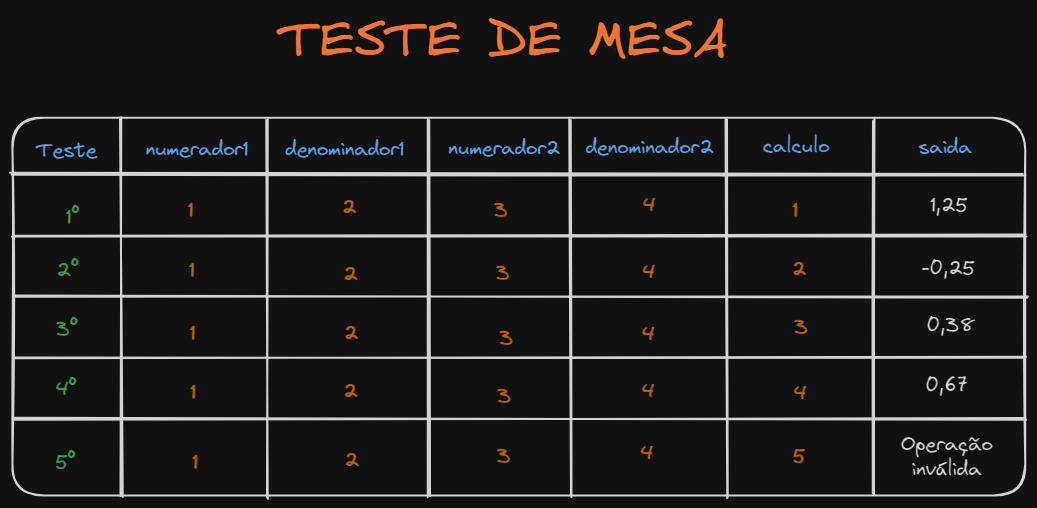 TESTE DE MESA
Teste numerador1 denominador1 numerador2 denominador2 calculo saida
1º 1 2 3 4 1 1,25
2º 1 2 3 4 2 -0,25
3º 1 2 3 4 3 0,38
4º 1 2 3 4 4 0,67
5º 1 2 3 4 5 Operação
inválida